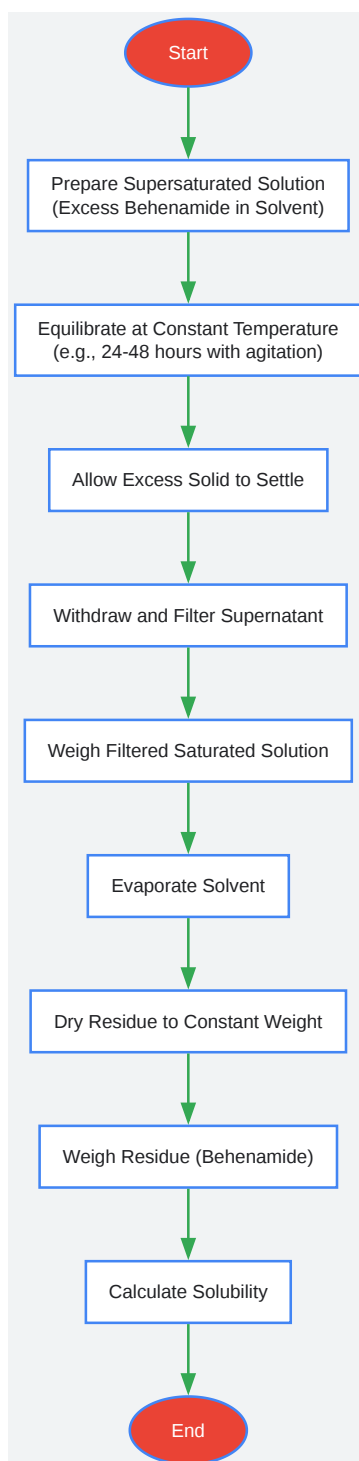 Start
Prepare Supersaturated Solution
(Excess Behenamide in Solvent)
Equilibrate at Constant Temperature
(e.g., 24-48 hours with agitation)
Allow Excess Solid to Settle
Withdraw and Filter Supernatant
Weigh Filtered Saturated Solution
Evaporate Solvent
Dry Residue to Constant Weight
Weigh Residue (Behenamide)
Calculate Solubility
End